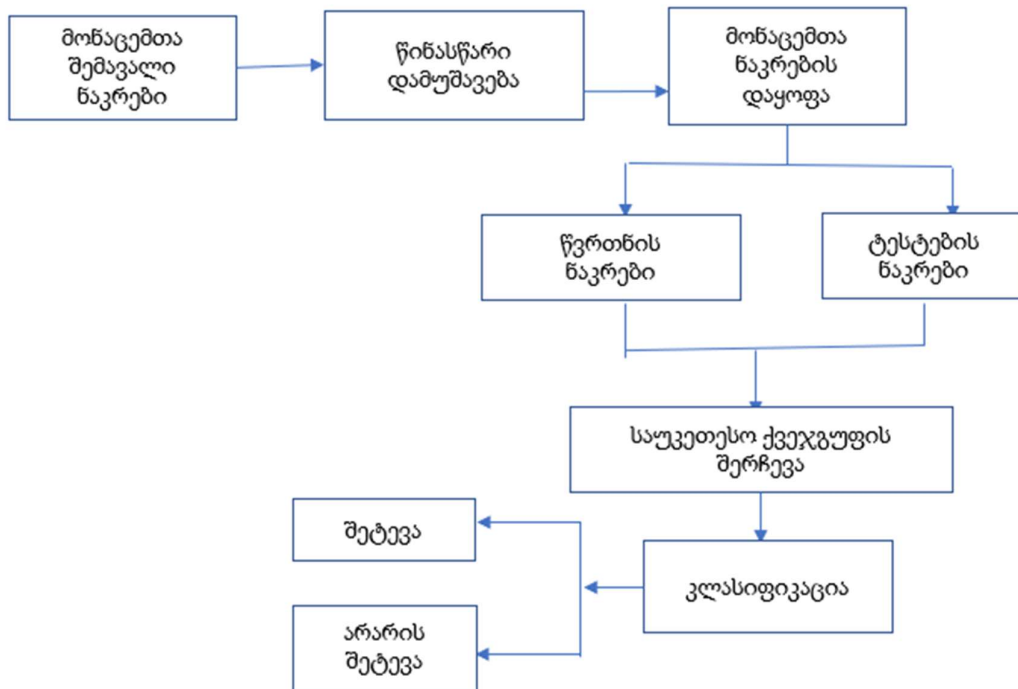 მონაცემთა
შემავალი
ნაკრები
წინასწარი
დამუშავება
მონაცემთა
ნაკრების
დაყოფა
წვრთნის
ნაკრები
ტესტების
ნაკრები
საუკეთესო ქვეჯგუფის
შერჩევა
შეტევა
კლასიფიკაცია
არარის
შეტევა